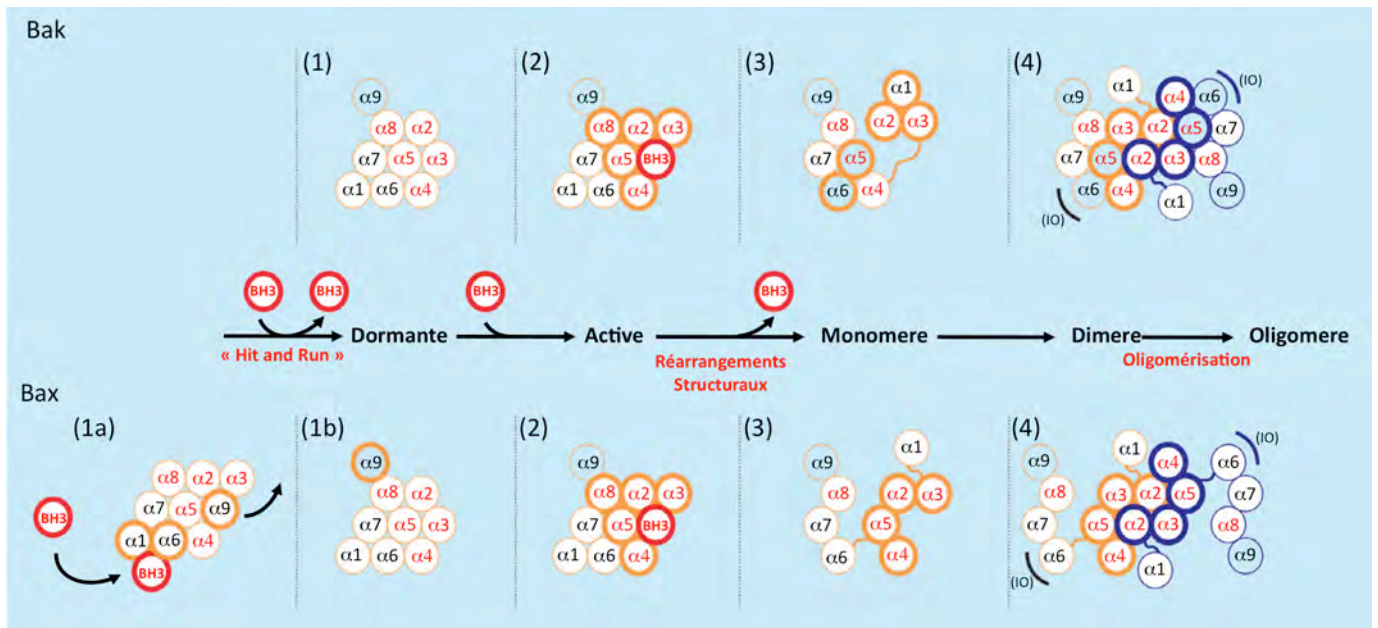 Bak
(1) (2) (3) (4)
α9
α8 α2
α7 α5 α3
α1 α6 α4
α9
α8 α2 α3
α7 α5 BH3
α1 α6 α4
α9 α1
α8 α2 α3
α7 α5
α6 α4
α9 α1 α4 α6 (IO)
α8 α3 α2 α5 α7
α7 α5 α2 α3 α8
(IO) α6 α4 α1 α9
BH3 BH3 BH3 BH3
Dormante Active Monomere Dimere Oligomere
« Hit and Run »
Réarrangements
Structuraux
Oligomérisation
Bax
(1a) (1b) (2) (3) (4)
α8 α2 α3
α7 α5 α9
BH3
α1 α6 α4
BH3
α9
α8 α2
α7 α5 α3
α1 α6 α4
α9
α8 α2 α3
α7 α5 BH3
α1 α6 α4
α9 α1
α8 α2 α3
α7 α5
α6 α4
α9 α1 α4 α6 (IO)
α8 α3 α2 α5 α7
α7 α5 α2 α3 α8
(IO) α6 α4 α1 α9